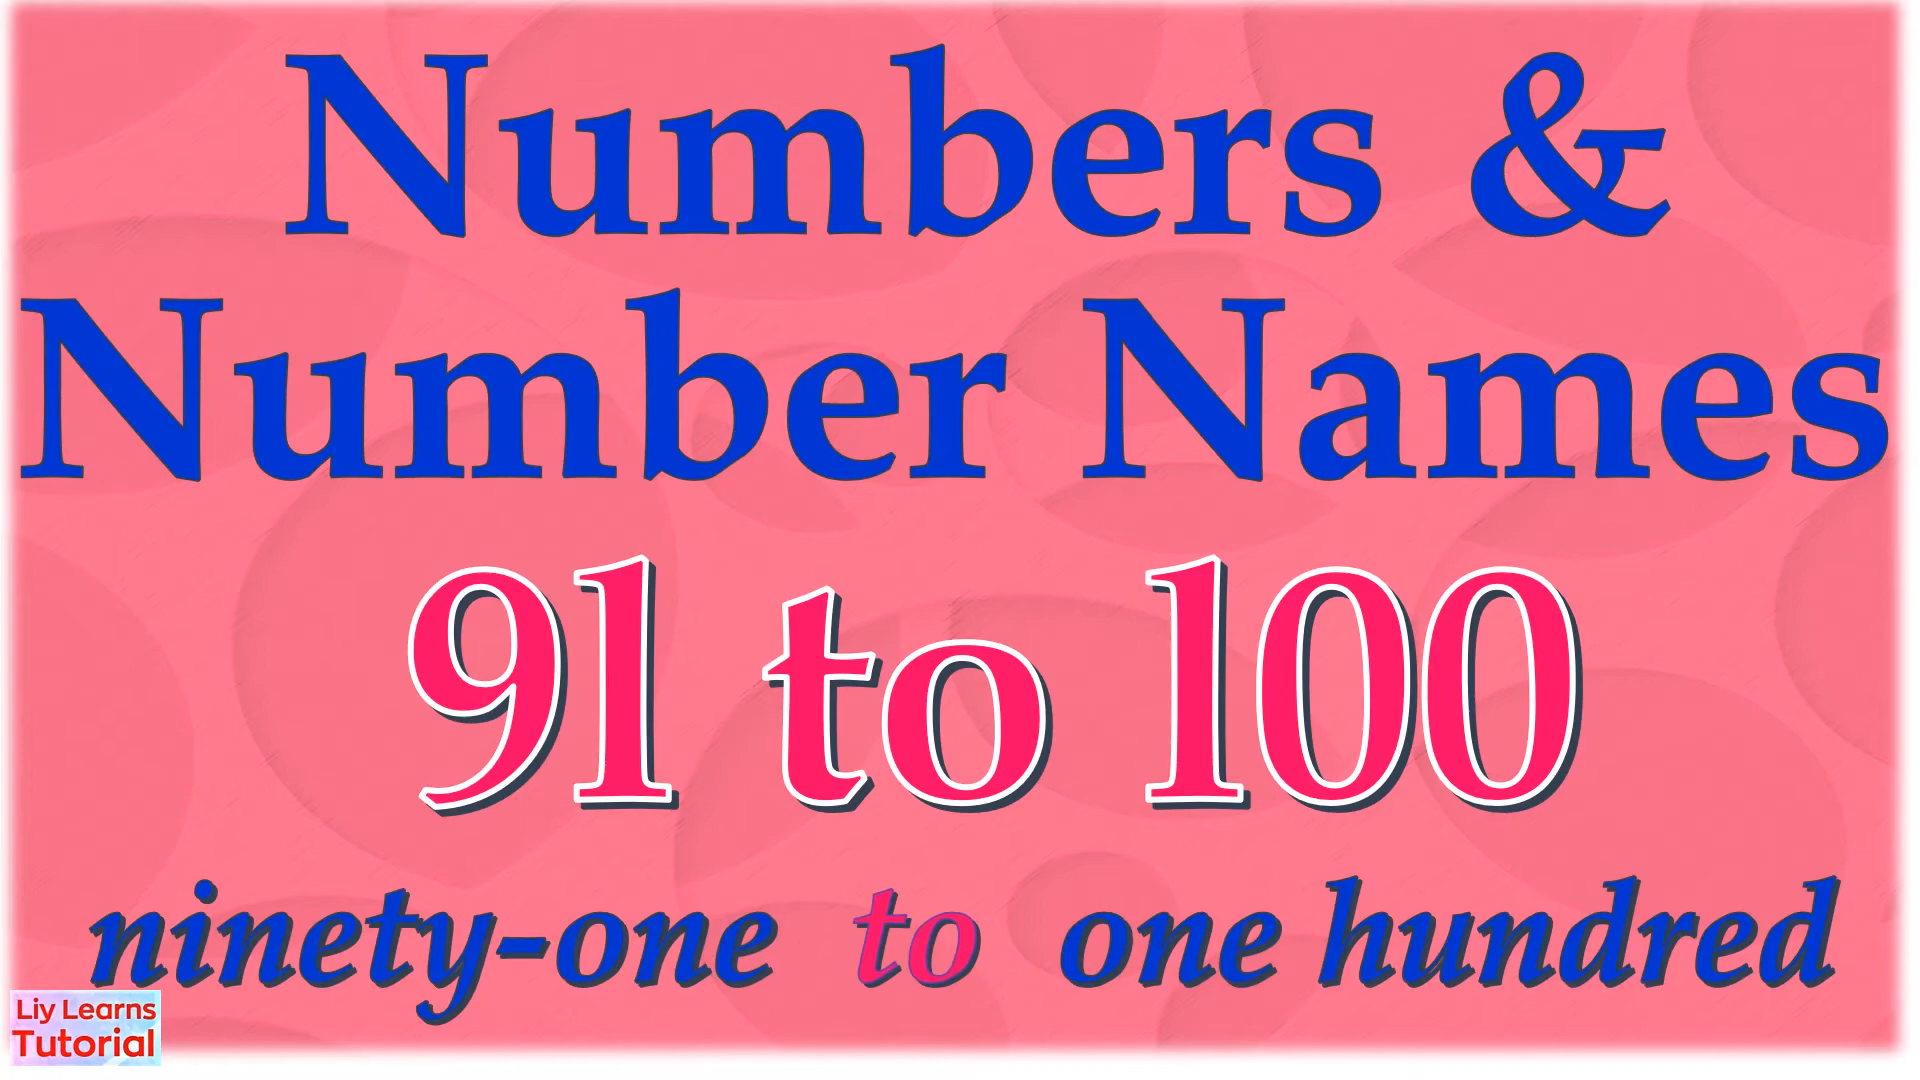 Numbers &
Number Names
91 to 100
ninety-one to one hundred
Liy Learns
Tutorial